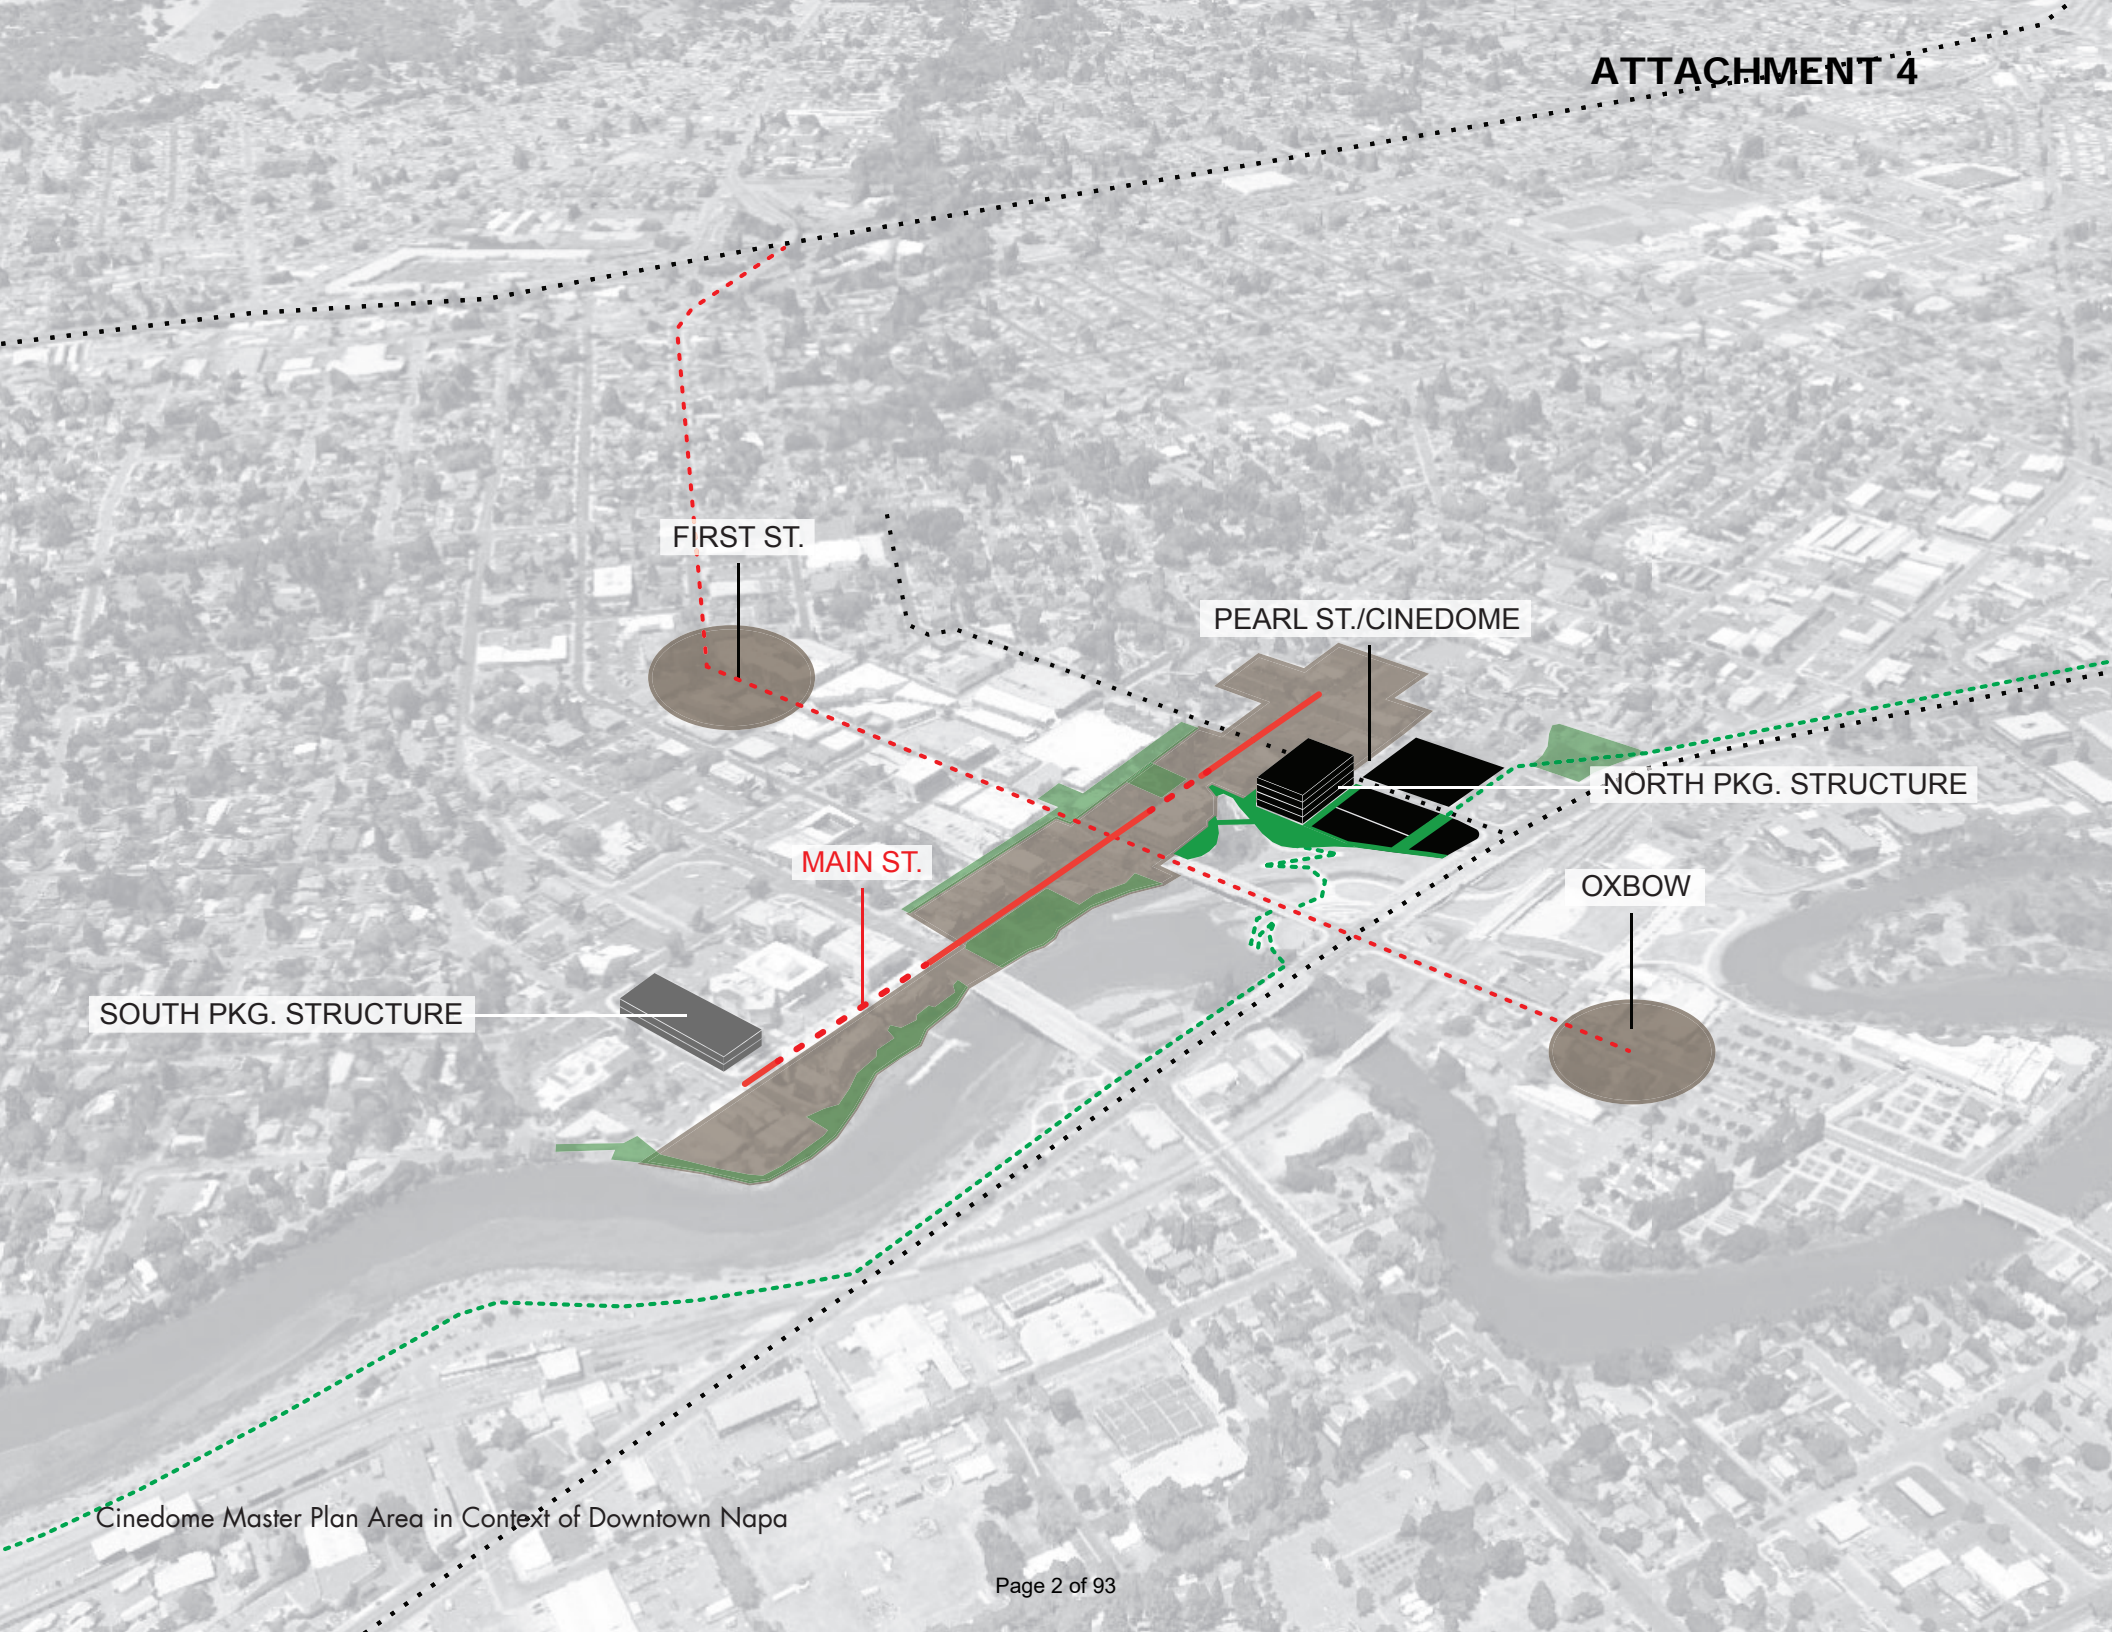 ATTACHMENT 4
FIRST ST.
PEARL ST./CINEDOME
NORTH PKG. STRUCTURE
MAIN ST.
OXBOW
SOUTH PKG. STRUCTURE
Cinedome Master Plan Area in Context of Downtown Napa
Page 2 of 93